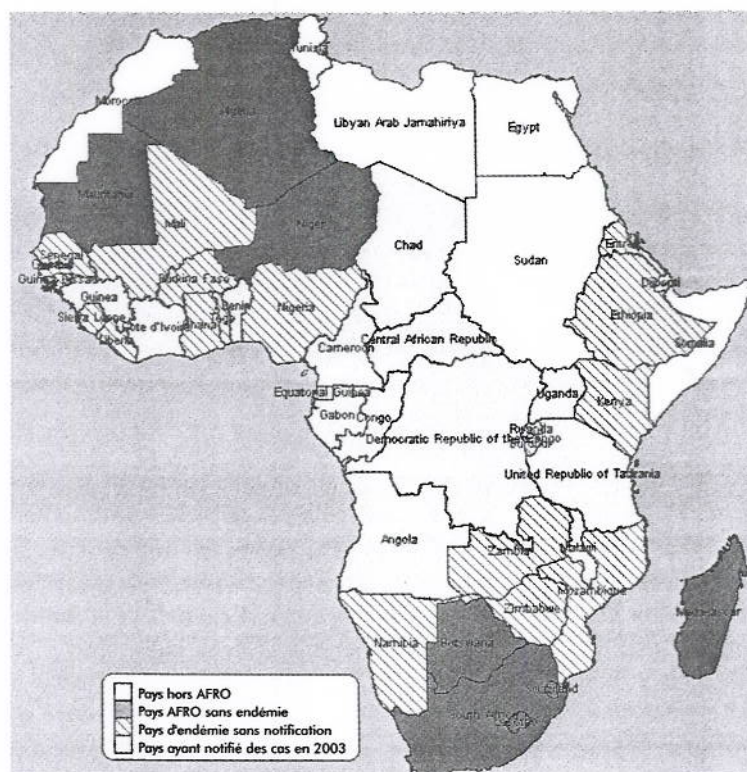 Tunisia
Morocco
Algeria
Libyan Arab Jamahiriya
Egypt
Mauritania
Mali
Niger
Chad
Sudan
Eritrea
Senegal
Burkina Faso
Djibouti
Guinea
Benin
Nigeria
Ethiopia
Sierra Leone
Côte d'Ivoire
Ghana
Togo
Somalia
Liberia
Central African Republic
Cameroon
Equatorial Guinea
Uganda
Kenya
Gabon
Congo
Rwanda
Democratic Republic of the Congo
Burundi
United Republic of Tanzania
Angola
Zambia
Malawi
Mozambique
Zimbabwe
Madagascar
Namibia
Botswana
Swaziland
South Africa
Pays hors AFRO
Pays AFRO sans endémie
Pays d'endémie sans notification
Pays ayant notifié des cas en 2003